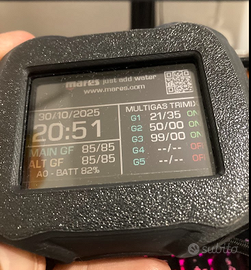 mares just add water
www.mares.com
30/10/2025
20:51
MAIN GF 85/85
ALT GF 85/85
A0 - BATT 82%
MULTIGAS TRIMIX
G1 21/35 ON
G2 50/00 ON
G3 99/00 ON
G4 --/-- OFF
G5 --/-- OFF
subito